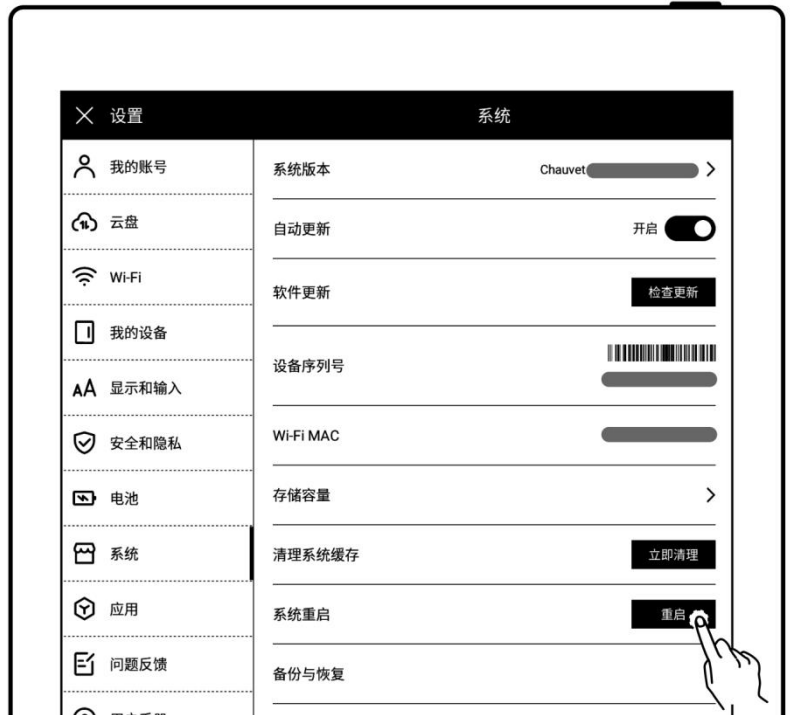 设置
系统
我的账号
云盘
Wi-Fi
我的设备
显示和输入
安全和隐私
电池
系统
应用
问题反馈
系统版本 Chauvet
自动更新 开启
软件更新 检查更新
设备序列号
Wi-Fi MAC
存储容量
清理系统缓存 立即清理
系统重启 重启
备份与恢复